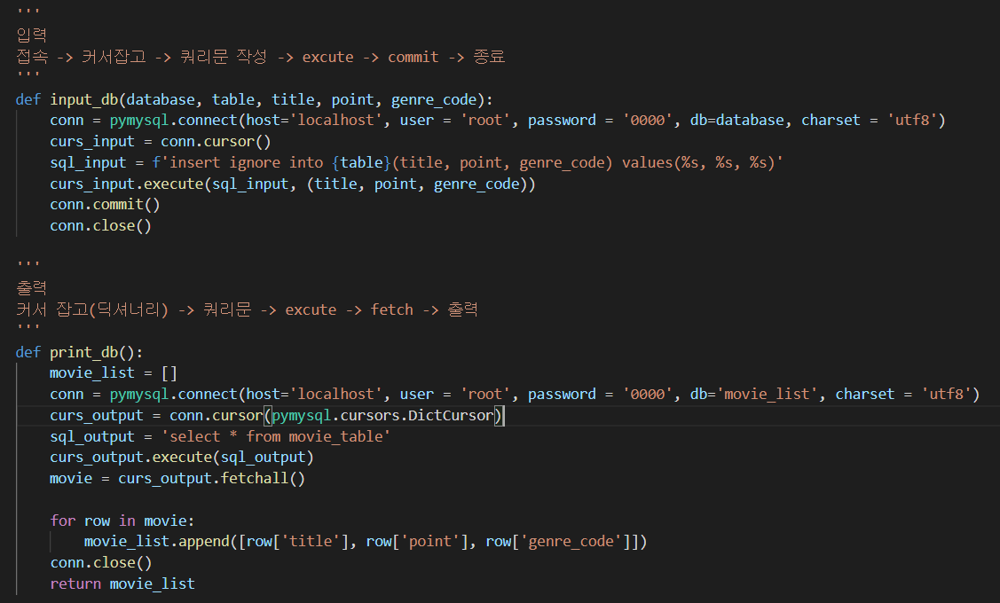 '''
입력
접속 -> 커서잡고 -> 쿼리문 작성 -> excute -> commit -> 종료
'''
def input_db(database, table, title, point, genre_code):
    conn = pymysql.connect(host='localhost', user = 'root', password = '0000', db=database, charset = 'utf8')
    curs_input = conn.cursor()
    sql_input = f'insert ignore into {table}(title, point, genre_code) values(%s, %s, %s)'
    curs_input.execute(sql_input, (title, point, genre_code))
    conn.commit()
    conn.close()
'''
출력
커서 잡고(딕셔너리) -> 쿼리문 -> excute -> fetch -> 출력
'''
def print_db():
    movie_list = []
    conn = pymysql.connect(host='localhost', user = 'root', password = '0000', db='movie_list', charset = 'utf8')
    curs_output = conn.cursor(pymysql.cursors.DictCursor)
    sql_output = 'select * from movie_table'
    curs_output.execute(sql_output)
    movie = curs_output.fetchall()
    for row in movie:
        movie_list.append([row['title'], row['point'], row['genre_code']])
    conn.close()
    return movie_list